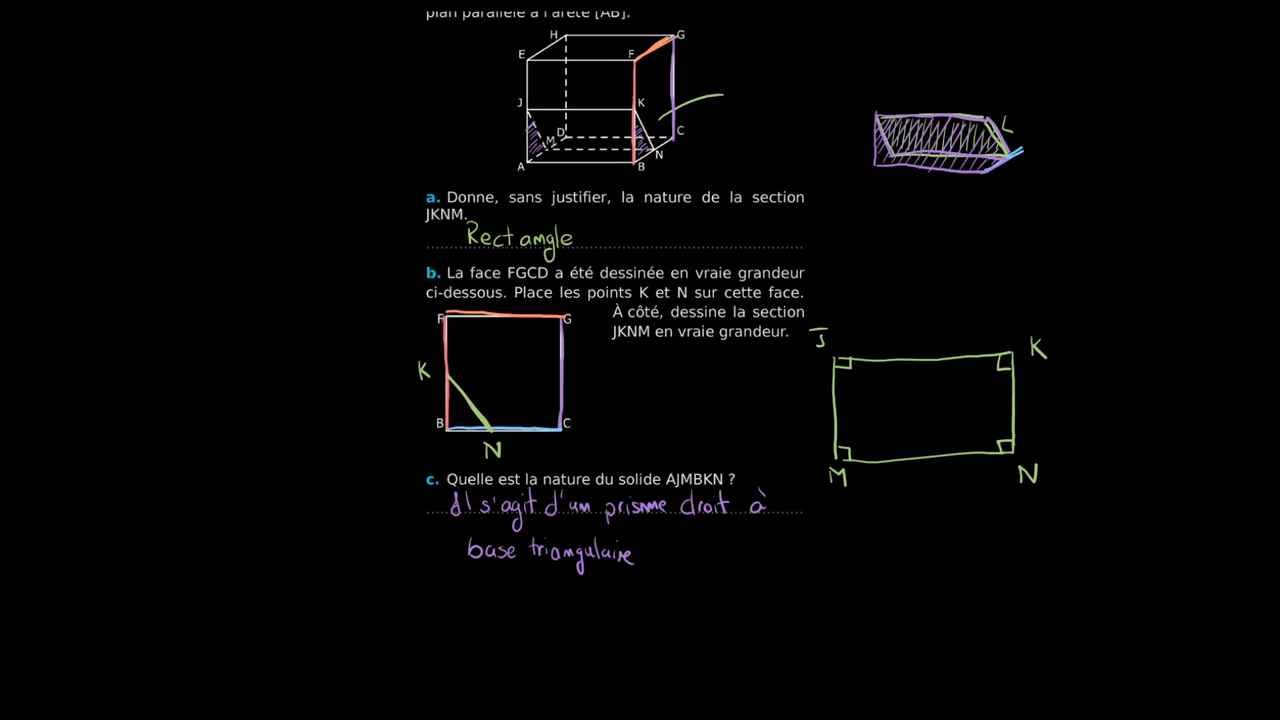 plan parallèle à l'arête [AB].
H G
E F
J K
D C
M N
A B
L
a. Donne, sans justifier, la nature de la section
JKNM.
Rectangle
b. La face FGCD a été dessinée en vraie grandeur
ci-dessous. Place les points K et N sur cette face.
À côté, dessine la section
JKNM en vraie grandeur.
F G
K
B C
N
J K
M N
c. Quelle est la nature du solide AJMBKN ?
Il s'agit d'un prisme droit à
base triangulaire